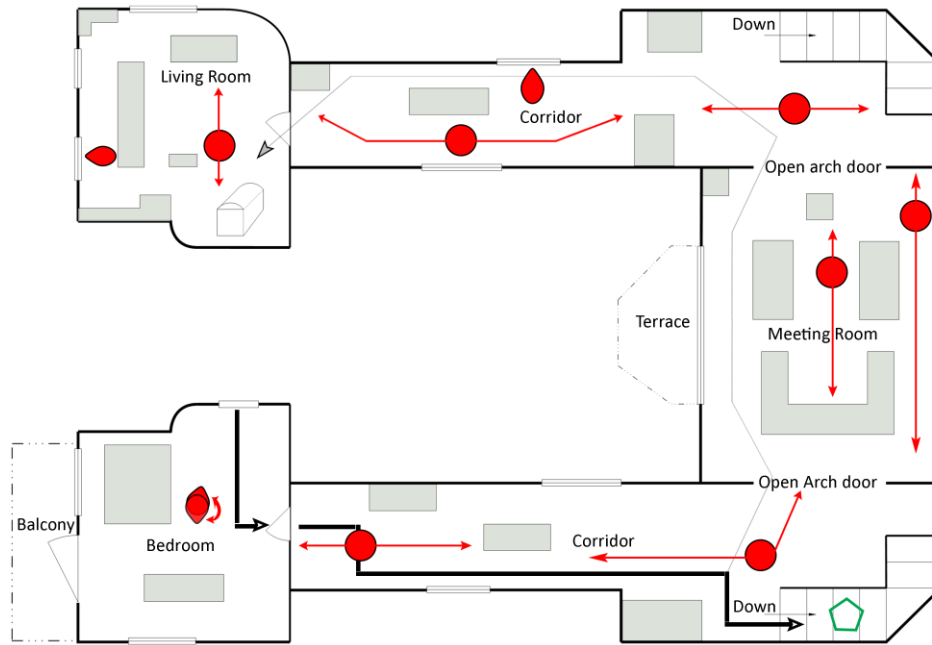 Down
Living Room
Corridor
Open arch door
Terrace
Meeting Room
Open Arch door
Balcony
Bedroom
Corridor
Down